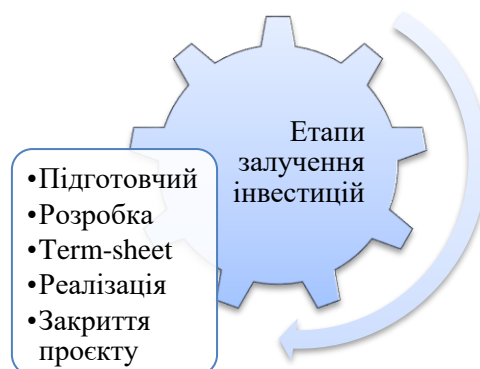 Етапи
залучення
інвестицій
•Підготовчий
•Розробка
•Term-sheet
•Реалізація
•Закриття
проєкту